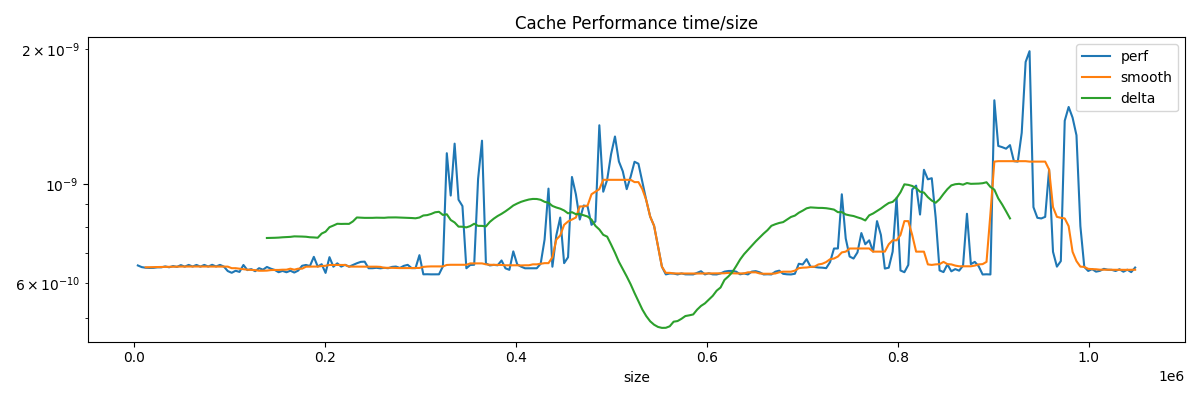 Cache Performance time/size
2 × 10⁻⁹
10⁻⁹
6 × 10⁻¹⁰
perf
smooth
delta
0.0 0.2 0.4 0.6 0.8 1.0
1e6
size